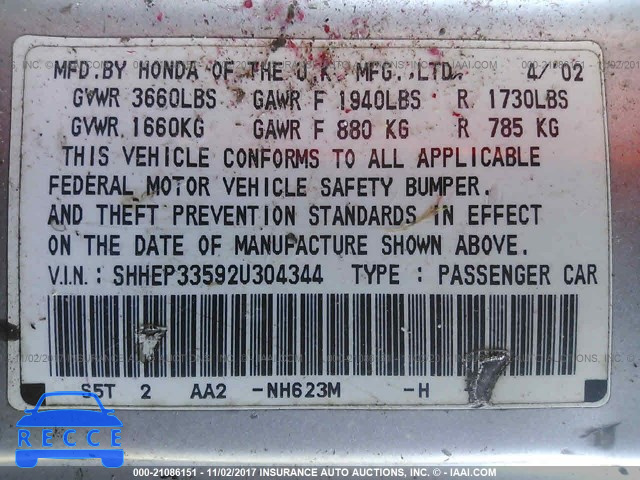 MFD.BY HONDA OF THE U.K. MFG.,LTD. 4/02
GVWR 3660LBS GAWR F 1940LBS R 1730LBS
GVWR 1660KG GAWR F 880 KG R 785 KG
THIS VEHICLE CONFORMS TO ALL APPLICABLE
FEDERAL MOTOR VEHICLE SAFETY BUMPER.
AND THEFT PREVENTION STANDARDS IN EFFECT
ON THE DATE OF MANUFACTURE SHOWN ABOVE.
V.I.N.: SHHEP33592U304344 TYPE : PASSENGER CAR
S5T 2 AA2 -NH623M -H
RECCE
000-21086151 - 11/02/2017 - INSURANCE AUTO AUCTIONS, INC. - © - IAAI.COM